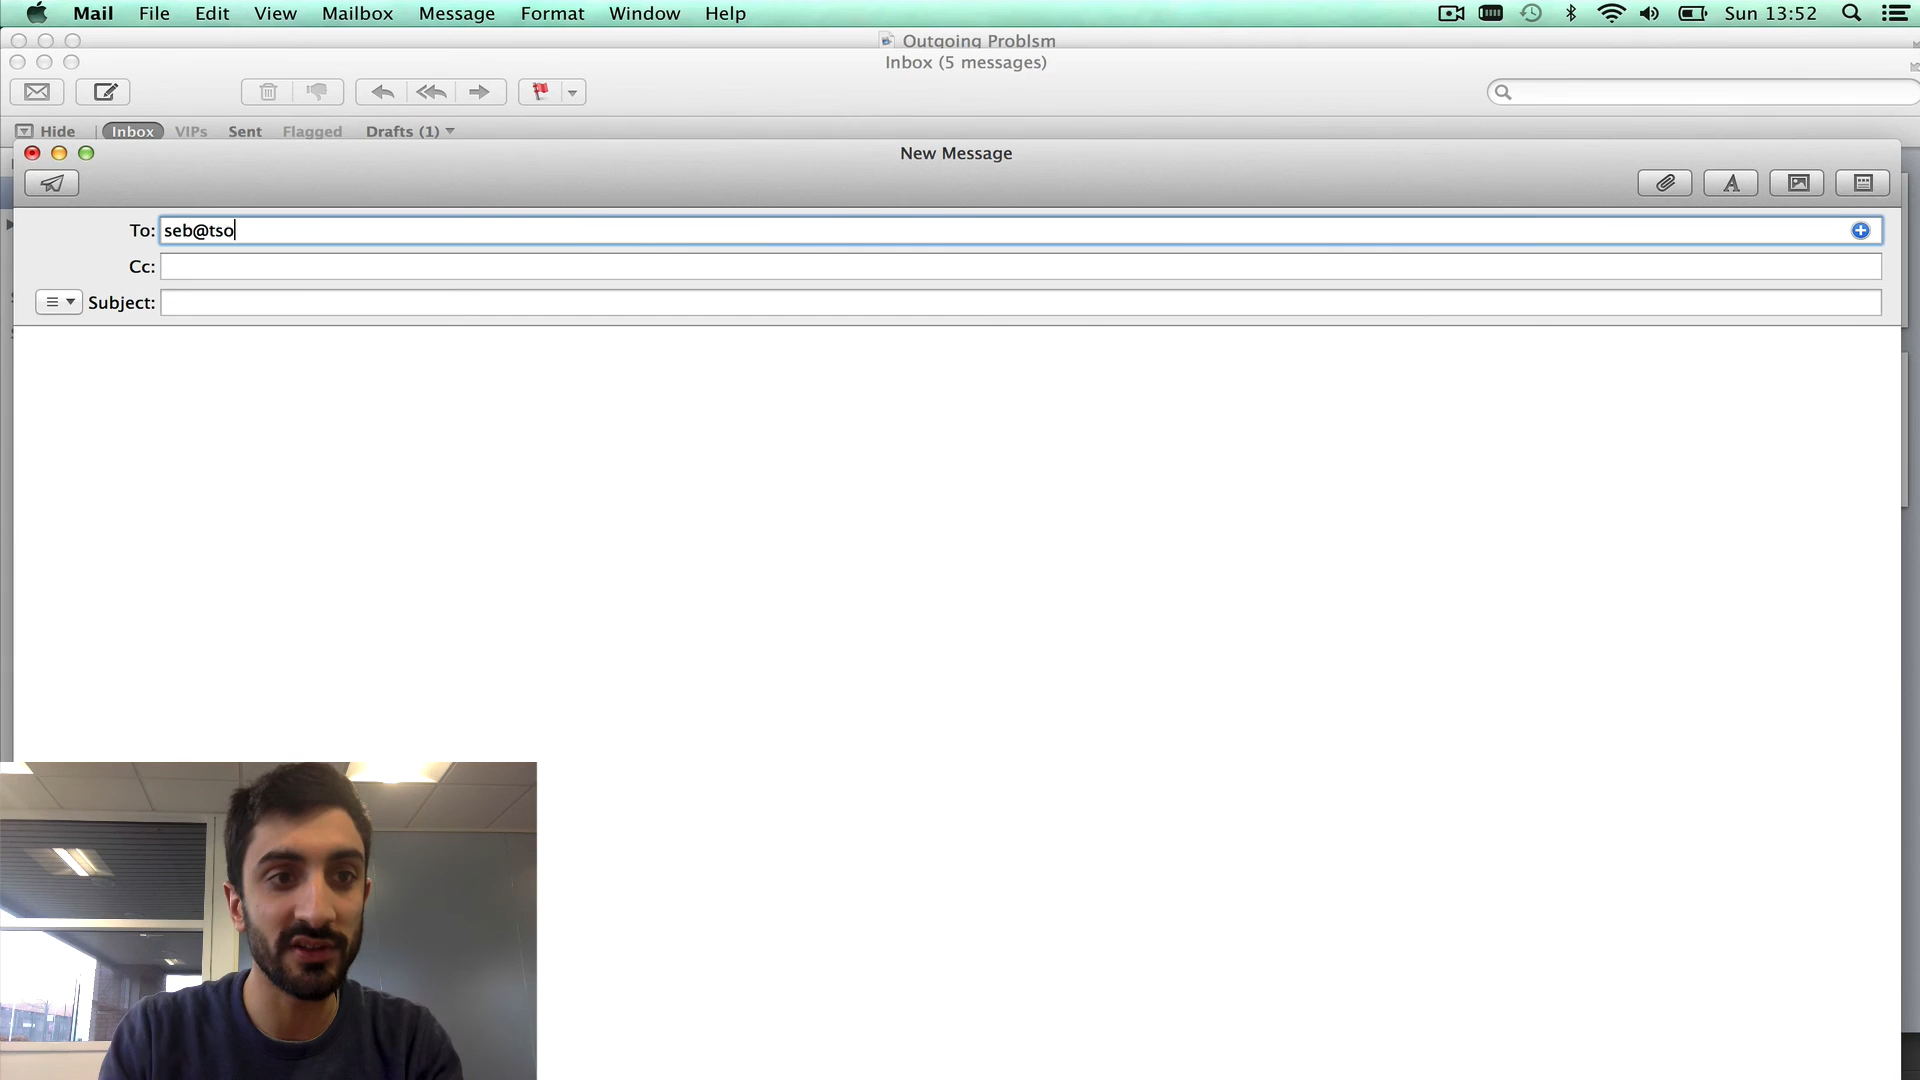 Mail File Edit View Mailbox Message Format Window Help Sun 13:52
Outgoing Problsm
Inbox (5 messages)
Hide Inbox VIPs Sent Flagged Drafts (1)
New Message
To: seb@tso
Cc:
Subject: